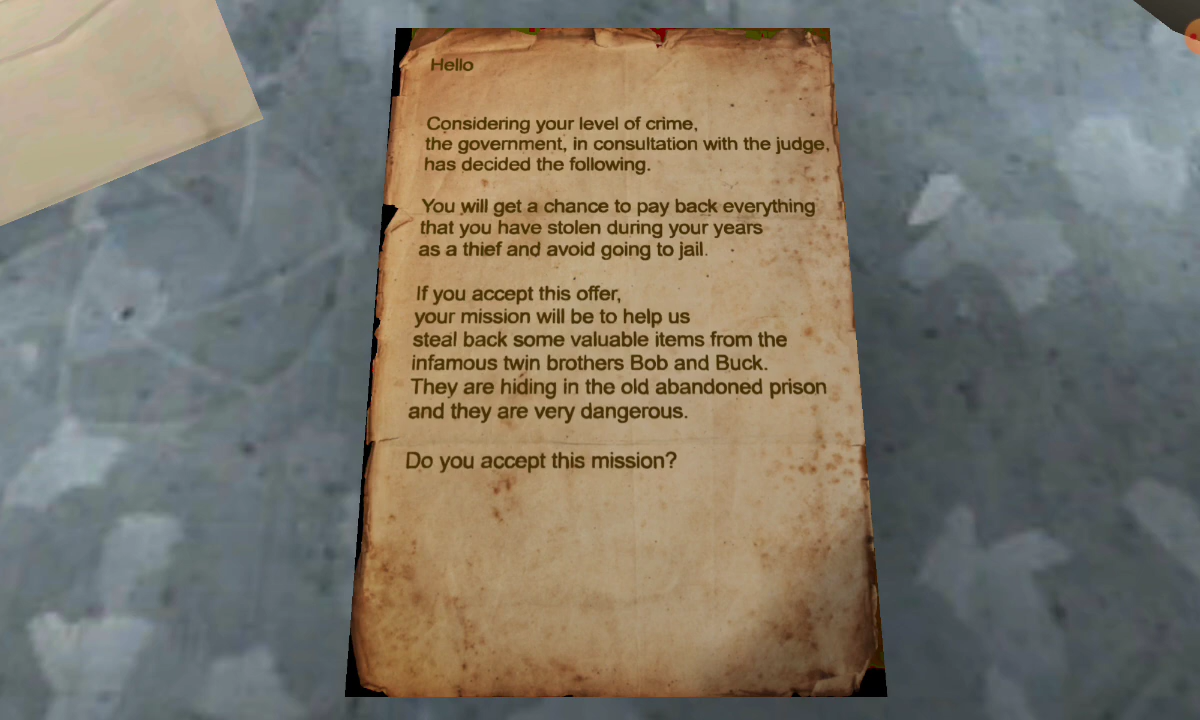 Hello
Considering your level of crime,
the government, in consultation with the judge,
has decided the following.
You will get a chance to pay back everything
that you have stolen during your years
as a thief and avoid going to jail.
If you accept this offer,
your mission will be to help us
steal back some valuable items from the
infamous twin brothers Bob and Buck.
They are hiding in the old abandoned prison
and they are very dangerous.
Do you accept this mission?